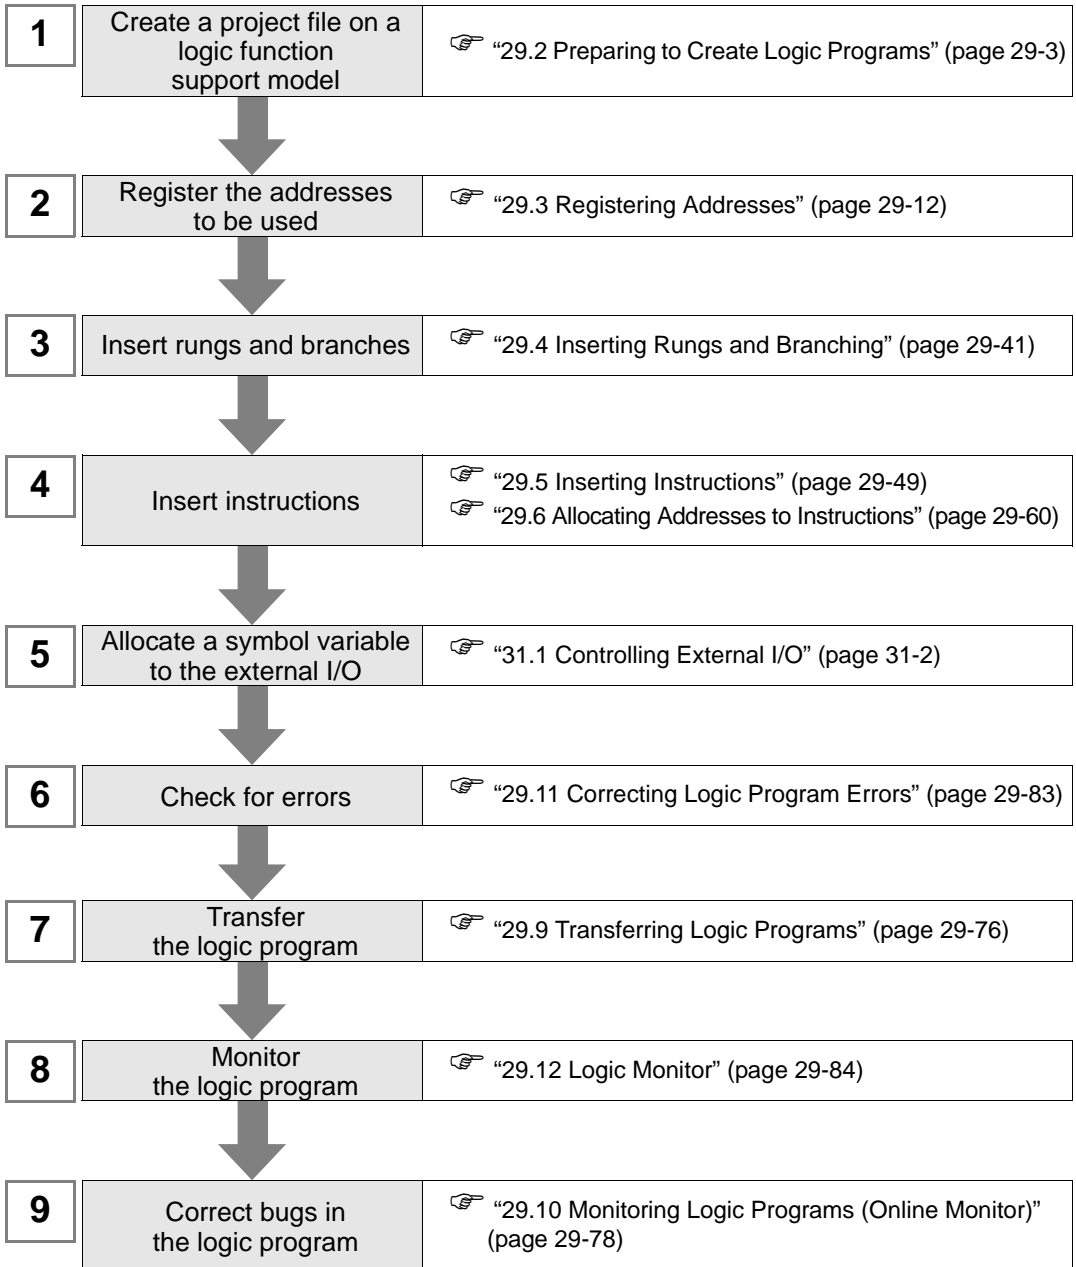 1
Create a project file on a
logic function
support model
“29.2 Preparing to Create Logic Programs” (page 29-3)
2
Register the addresses
to be used
“29.3 Registering Addresses” (page 29-12)
3
Insert rungs and branches
“29.4 Inserting Rungs and Branching” (page 29-41)
4
Insert instructions
“29.5 Inserting Instructions” (page 29-49)
“29.6 Allocating Addresses to Instructions” (page 29-60)
5
Allocate a symbol variable
to the external I/O
“31.1 Controlling External I/O” (page 31-2)
6
Check for errors
“29.11 Correcting Logic Program Errors” (page 29-83)
7
Transfer
the logic program
“29.9 Transferring Logic Programs” (page 29-76)
8
Monitor
the logic program
“29.12 Logic Monitor” (page 29-84)
9
Correct bugs in
the logic program
“29.10 Monitoring Logic Programs (Online Monitor)”
(page 29-78)